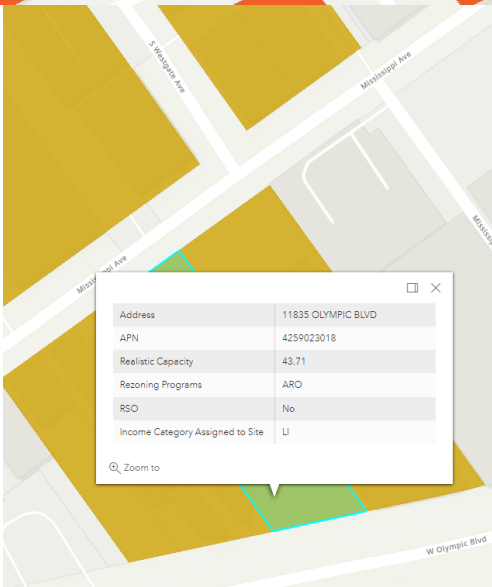 S Westgate Ave
Mississippi Ave
Mississippi Ave
Address 11835 OLYMPIC BLVD
APN 4259023018
Realistic Capacity 43.71
Rezoning Programs ARO
RSO No
Income Category Assigned to Site LI
Zoom to
W Olympic Blvd